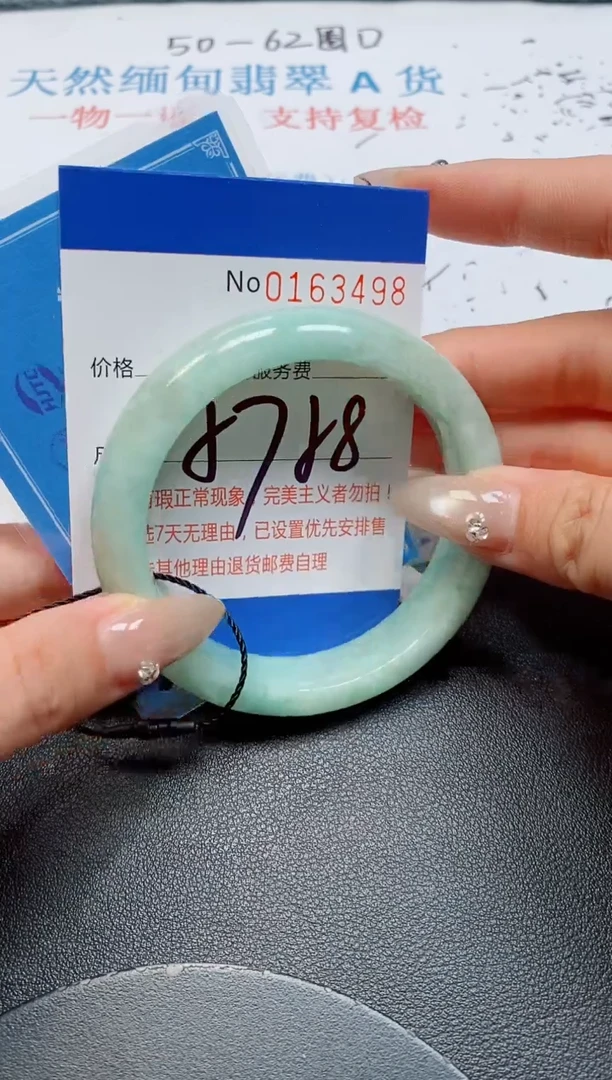 50-62圈口
天然缅甸翡翠A货
一物一 支持复检
No0163498
价格 服务费
8788
瑕正常现象，完美主义者勿拍！
7天无理由，已设置优先安排售
其他理由退货邮费自理
HJTC